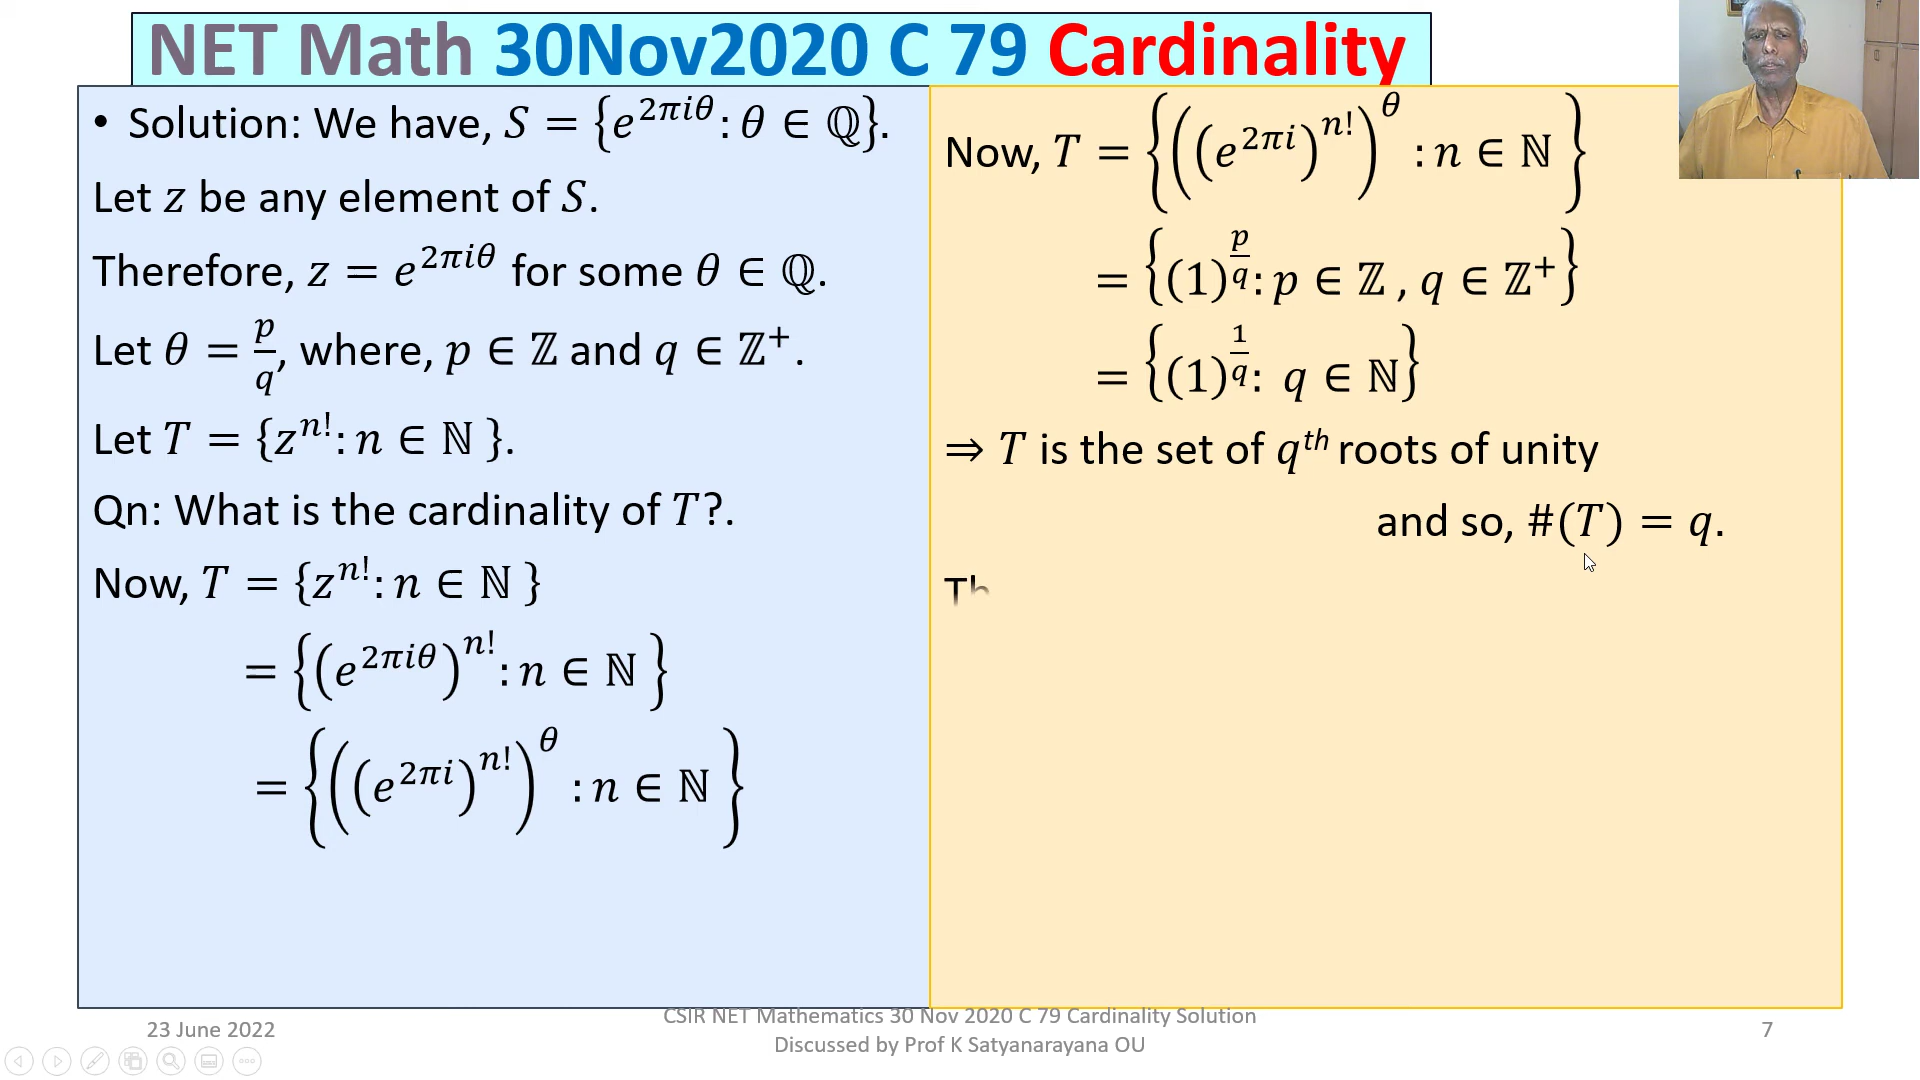 NET Math 30Nov2020 C 79 Cardinality
• Solution: We have, S = {e^{2πiθ}: θ ∈ ℚ}.
Let z be any element of S.
Therefore, z = e^{2πiθ} for some θ ∈ ℚ.
Let θ = p/q, where, p ∈ ℤ and q ∈ ℤ⁺.
Let T = {z^{n!}: n ∈ ℕ }.
Qn: What is the cardinality of T?.
Now, T = {z^{n!}: n ∈ ℕ }
= {(e^{2πiθ})^{n!}: n ∈ ℕ }
= {((e^{2πi})^{n!})^θ : n ∈ ℕ }
Now, T = {((e^{2πi})^{n!})^θ : n ∈ ℕ }
= {(1)^{p/q}: p ∈ ℤ , q ∈ ℤ⁺}
= {(1)^{1/q}: q ∈ ℕ}
⇒ T is the set of q^{th} roots of unity
and so, #(T) = q.
23 June 2022
CSIR NET Mathematics 30 Nov 2020 C 79 Cardinality Solution
Discussed by Prof K Satyanarayana OU
7